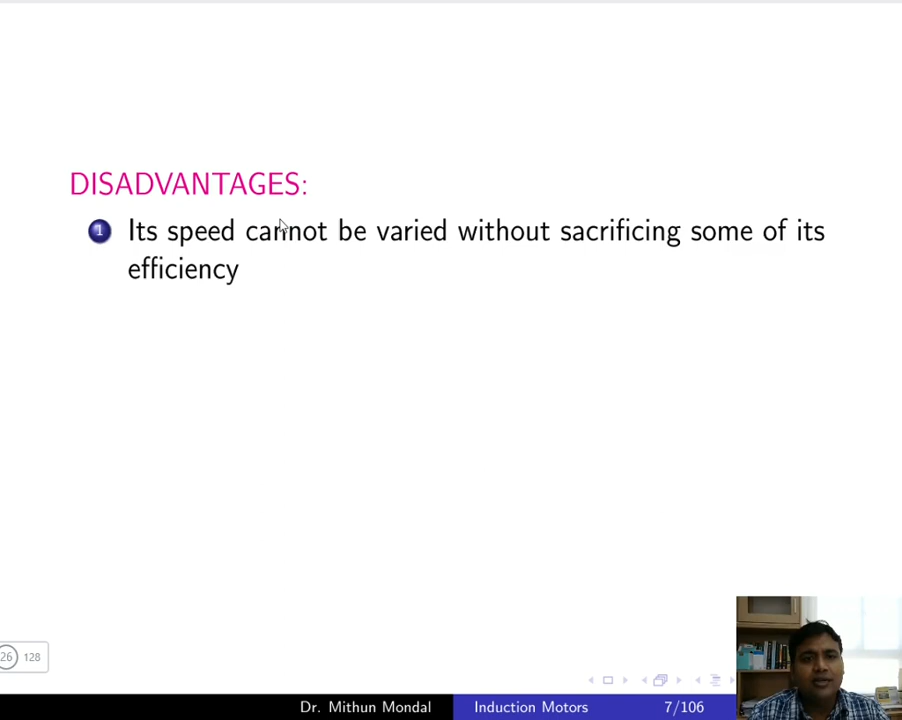 DISADVANTAGES:
1 Its speed cannot be varied without sacrificing some of its
efficiency
26 128
Dr. Mithun Mondal Induction Motors 7/106